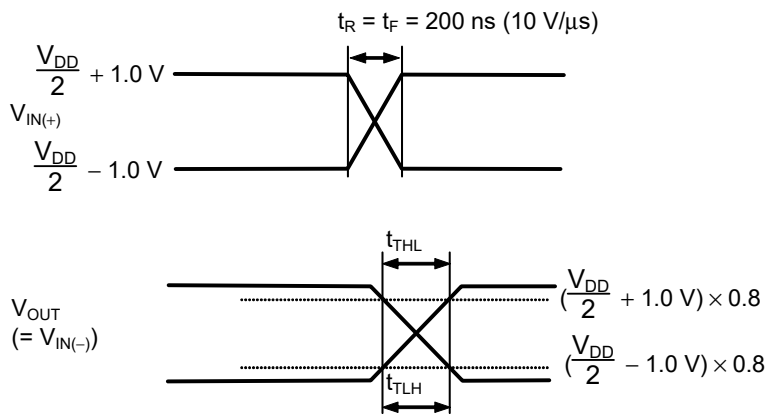 t_R = t_F = 200 ns (10 V/μs)
V_DD/2 + 1.0 V
V_IN(+)
V_DD/2 − 1.0 V
t_THL
(V_DD/2 + 1.0 V) × 0.8
V_OUT
(= V_IN(−))
(V_DD/2 − 1.0 V) × 0.8
t_TLH